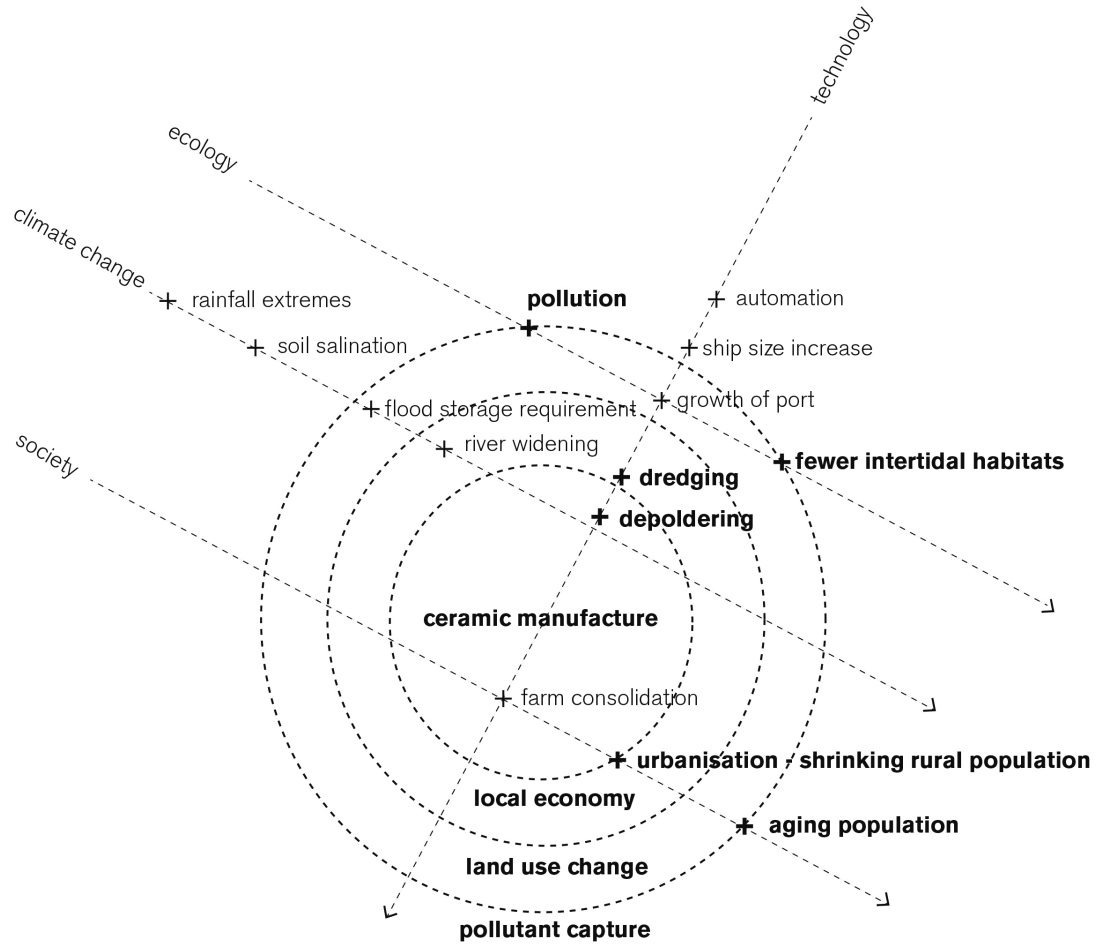 technology
ecology
climate change
rainfall extremes
pollution
automation
soil salination
ship size increase
flood storage requirement
growth of port
society
river widening
fewer intertidal habitats
dredging
depoldering
ceramic manufacture
farm consolidation
urbanisation - shrinking rural population
local economy
aging population
land use change
pollutant capture